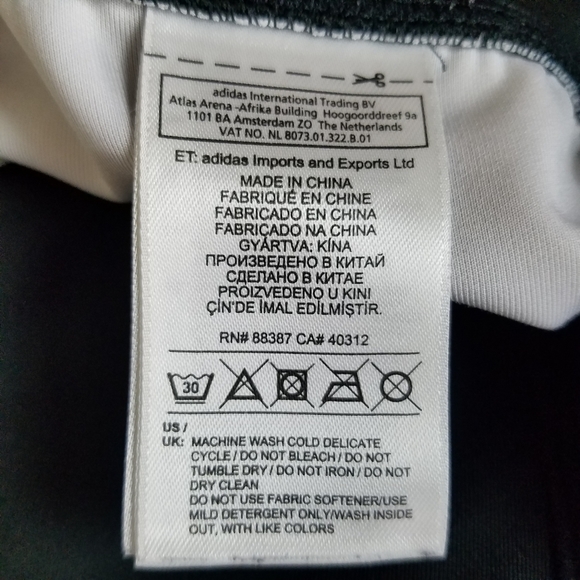 adidas International Trading BV
Atlas Arena -Afrika Building Hoogoorddreef 9a
1101 BA Amsterdam ZO The Netherlands
VAT NO. NL 8073.01.322.B.01
ET: adidas Imports and Exports Ltd
MADE IN CHINA
FABRIQUÉ EN CHINE
FABRICADO EN CHINA
FABRICADO NA CHINA
GYÁRTVA: KÍNA
ПРОИЗВЕДЕНО В КИТАЙ
СДЕЛАНО В КИТАЕ
PROIZVEDENO U KINI
ÇİN'DE İMAL EDİLMİŞTİR.
RN# 88387 CA# 40312
30
US /
UK: MACHINE WASH COLD DELICATE
CYCLE / DO NOT BLEACH / DO NOT
TUMBLE DRY / DO NOT IRON / DO NOT
DRY CLEAN
DO NOT USE FABRIC SOFTENER/USE
MILD DETERGENT ONLY/WASH INSIDE
OUT, WITH LIKE COLORS